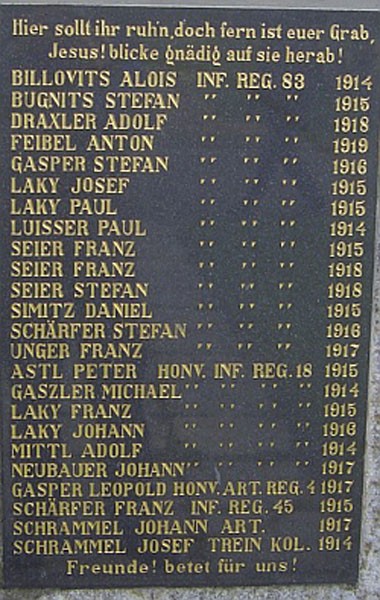 Hier sollt ihr ruh'n, doch fern ist euer Grab,
Jesus! blicke gnädig auf sie herab!
BILLOVITS ALOIS INF. REG. 83 1914
BUGNITS STEFAN " " " 1915
DRAXLER ADOLF " " " 1918
FEIBEL ANTON " " " 1919
GASPER STEFAN " " " 1916
LAKY JOSEF " " " 1915
LAKY PAUL " " " 1915
LUISSER PAUL " " " 1914
SEIER FRANZ " " " 1915
SEIER FRANZ " " " 1918
SEIER STEFAN " " " 1918
SIMITZ DANIEL " " " 1915
SCHÄRFER STEFAN " " " 1916
UNGER FRANZ " " " 1917
ASTL PETER HONV. INF. REG. 18 1915
GASZLER MICHAEL " " " " 1914
LAKY FRANZ " " " " 1915
LAKY JOHANN " " " " 1916
MITTL ADOLF " " " " 1914
NEUBAUER JOHANN " " " " 1917
GASPER LEOPOLD HONV. ART. REG. 4 1917
SCHÄRFER FRANZ INF. REG. 45 1915
SCHRAMMEL JOHANN ART. 1917
SCHRAMMEL JOSEF TREIN KOL. 1914
Freunde! betet für uns!